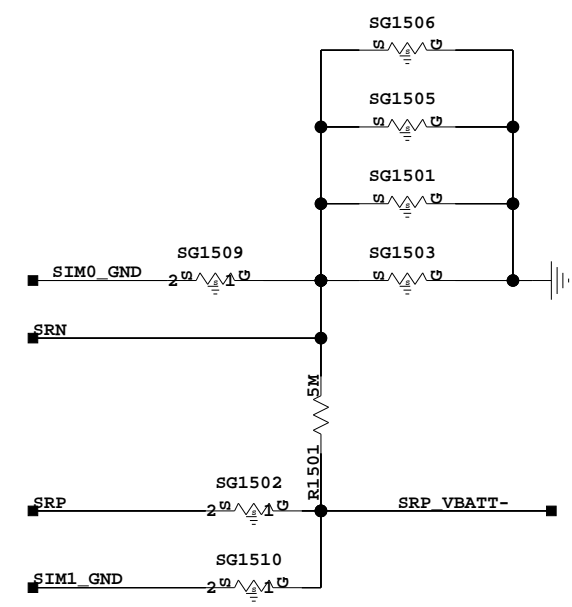 SG1506
S G
SG1505
S G
SG1501
S G
SG1509
SG1503
SIM0_GND
2 S 1 G
S G
SRN
5M
R1501
SG1502
SRP
2 S 1 G
SRP_VBATT-
SG1510
SIM1_GND
2 S 1 G